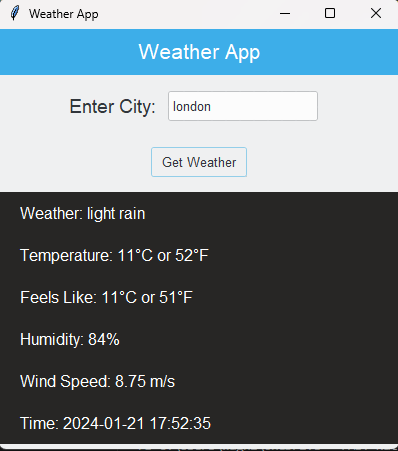 Weather App
Weather App
Enter City: london
Get Weather
Weather: light rain
Temperature: 11°C or 52°F
Feels Like: 11°C or 51°F
Humidity: 84%
Wind Speed: 8.75 m/s
Time: 2024-01-21 17:52:35